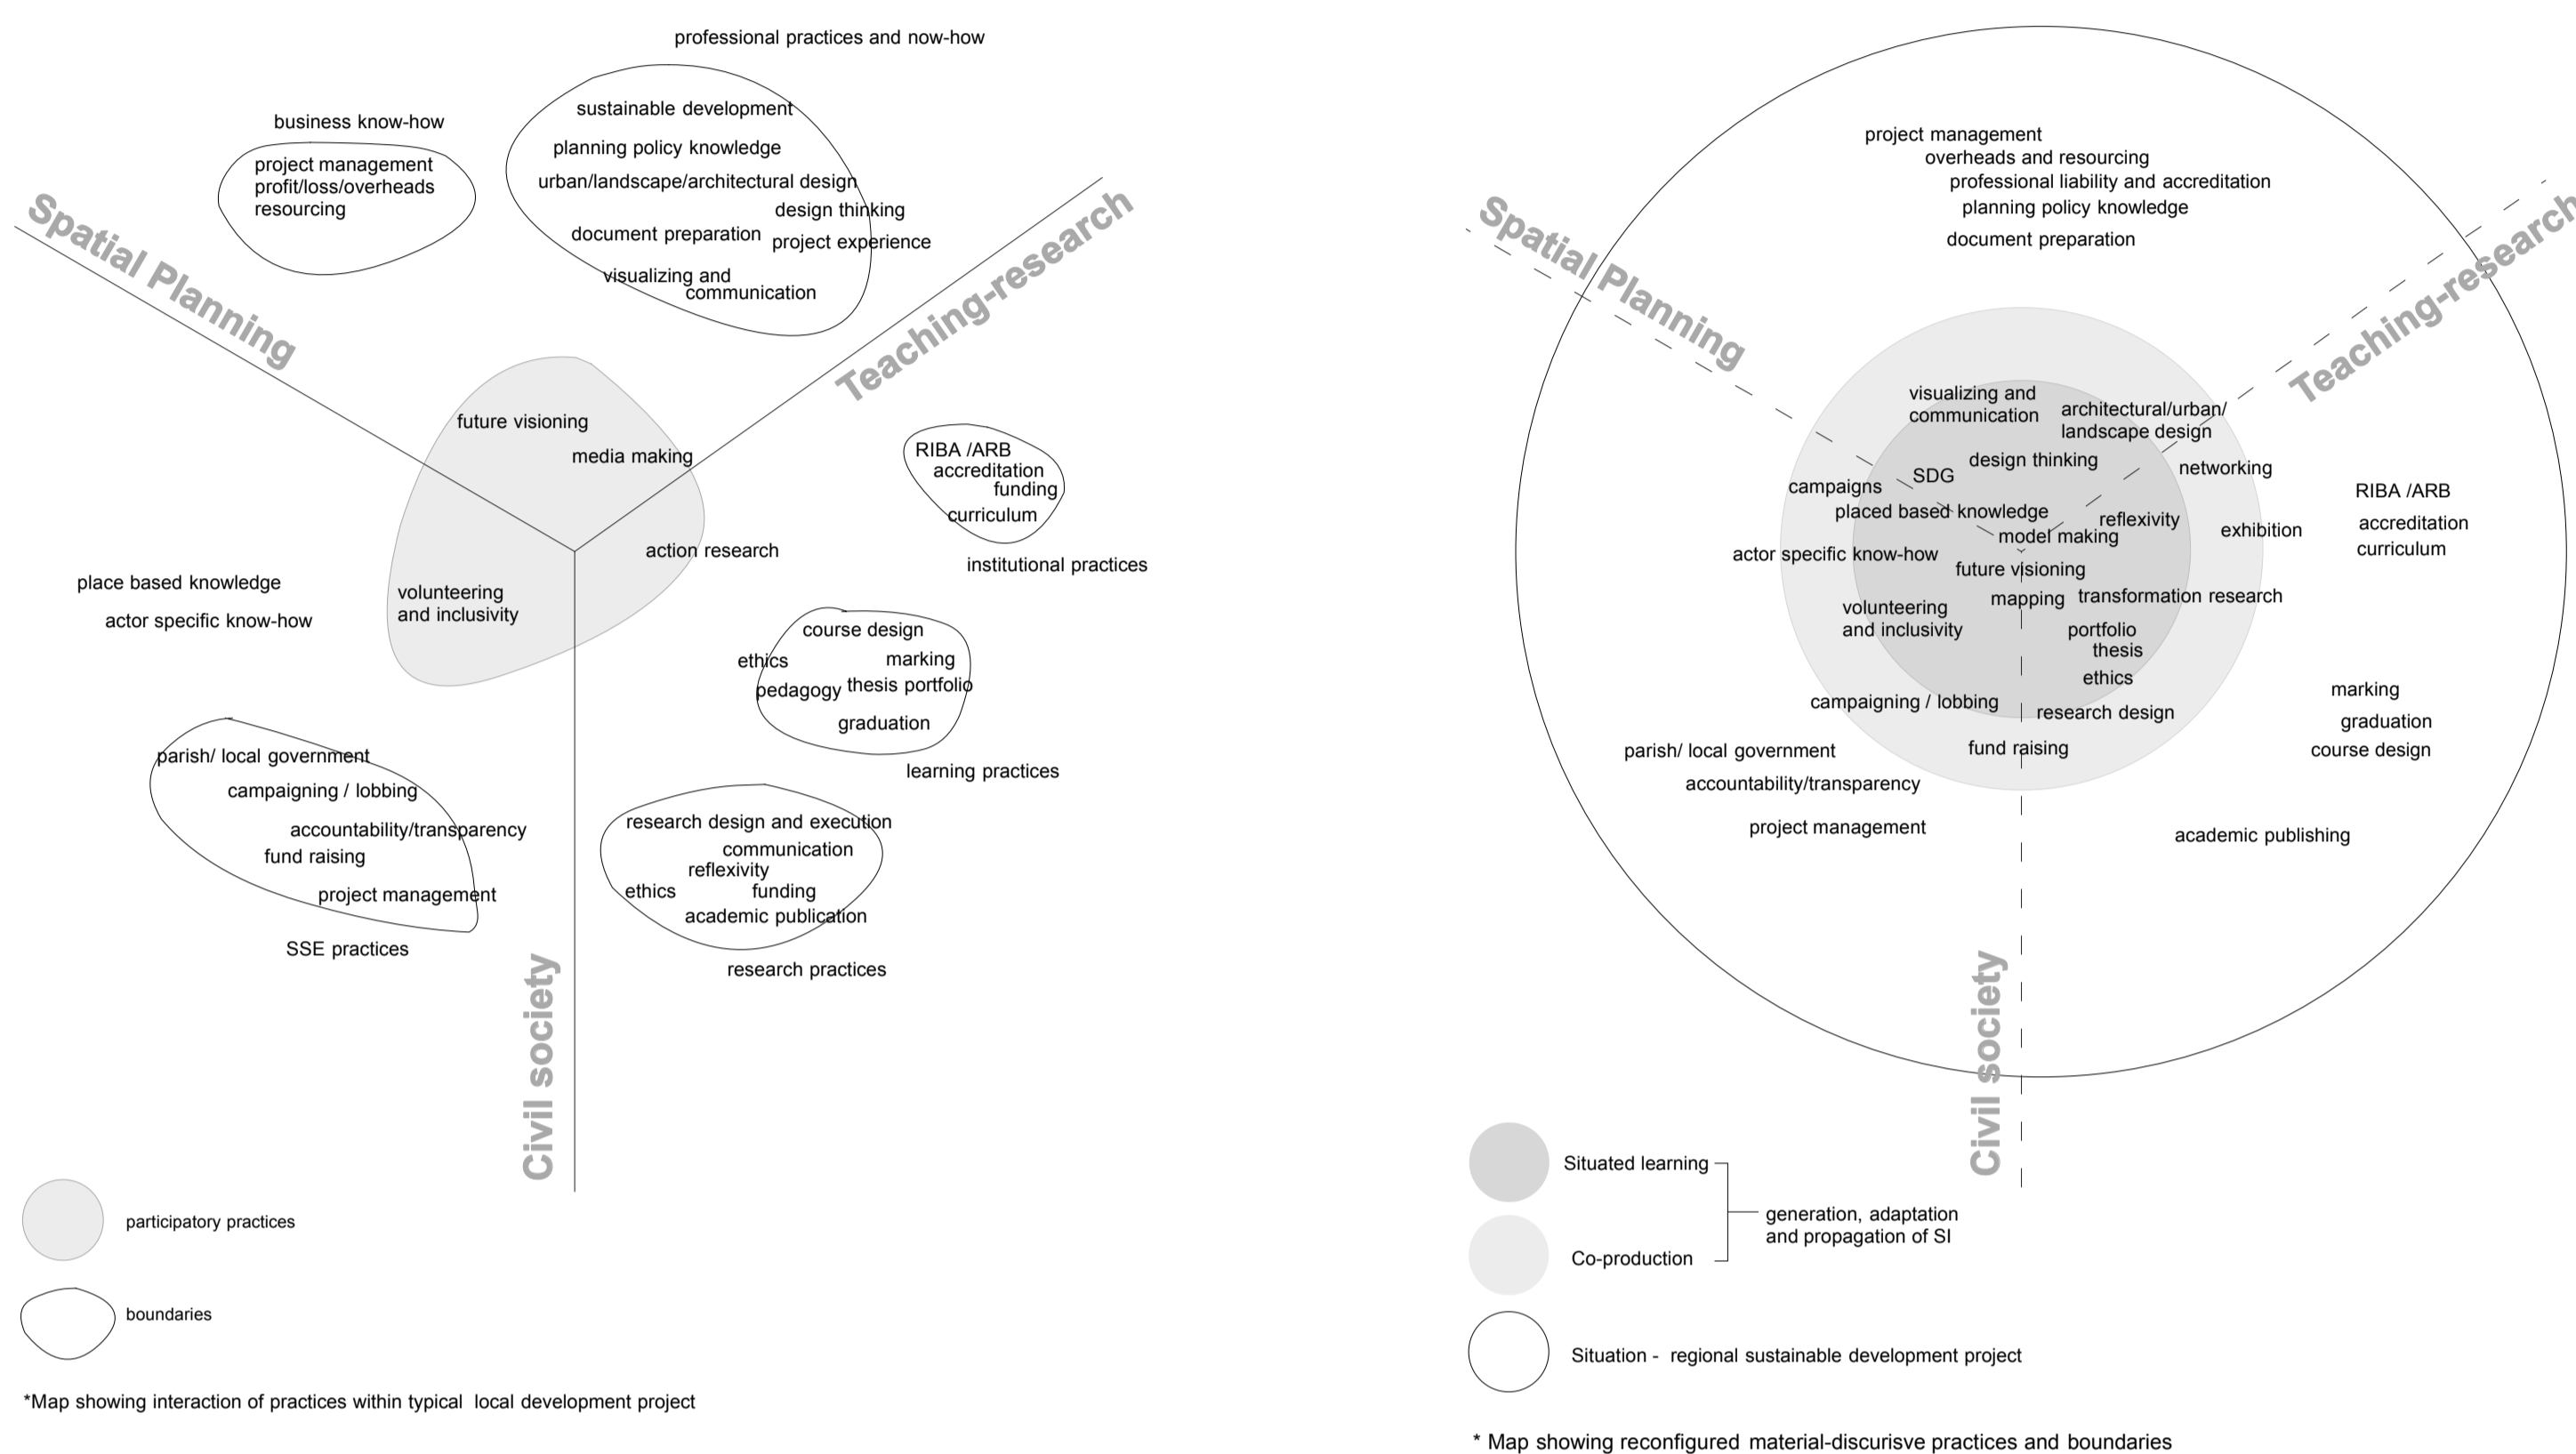 professional practices and now-how
business know-how
project management
profit/loss/overheads
resourcing
sustainable development
planning policy knowledge
urban/landscape/architectural design
design thinking
document preparation
project experience
visualizing and
communication
Spatial Planning
Teaching-research
future visioning
media making
action research
volunteering
and inclusivity
place based knowledge
actor specific know-how
RIBA /ARB
accreditation
funding
curriculum
institutional practices
course design
ethics
marking
pedagogy
thesis portfolio
graduation
learning practices
parish/ local government
campaigning / lobbing
accountability/transparency
fund raising
project management
SSE practices
research design and execution
communication
reflexivity
ethics
funding
academic publication
research practices
Civil society
participatory practices
boundaries
*Map showing interaction of practices within typical local development project
project management
overheads and resourcing
professional liability and accreditation
planning policy knowledge
document preparation
Spatial Planning
Teaching-research
visualizing and
communication
architectural/urban/
landscape design
design thinking
SDG
networking
campaigns
placed based knowledge
reflexivity
model making
exhibition
actor specific know-how
future visioning
mapping
transformation research
volunteering
and inclusivity
portfolio
thesis
ethics
campaigning / lobbing
research design
fund raising
RIBA /ARB
accreditation
curriculum
marking
graduation
course design
parish/ local government
accountability/transparency
project management
academic publishing
Civil society
Situated learning
generation, adaptation
and propagation of SI
Co-production
Situation - regional sustainable development project
* Map showing reconfigured material-discurisve practices and boundaries